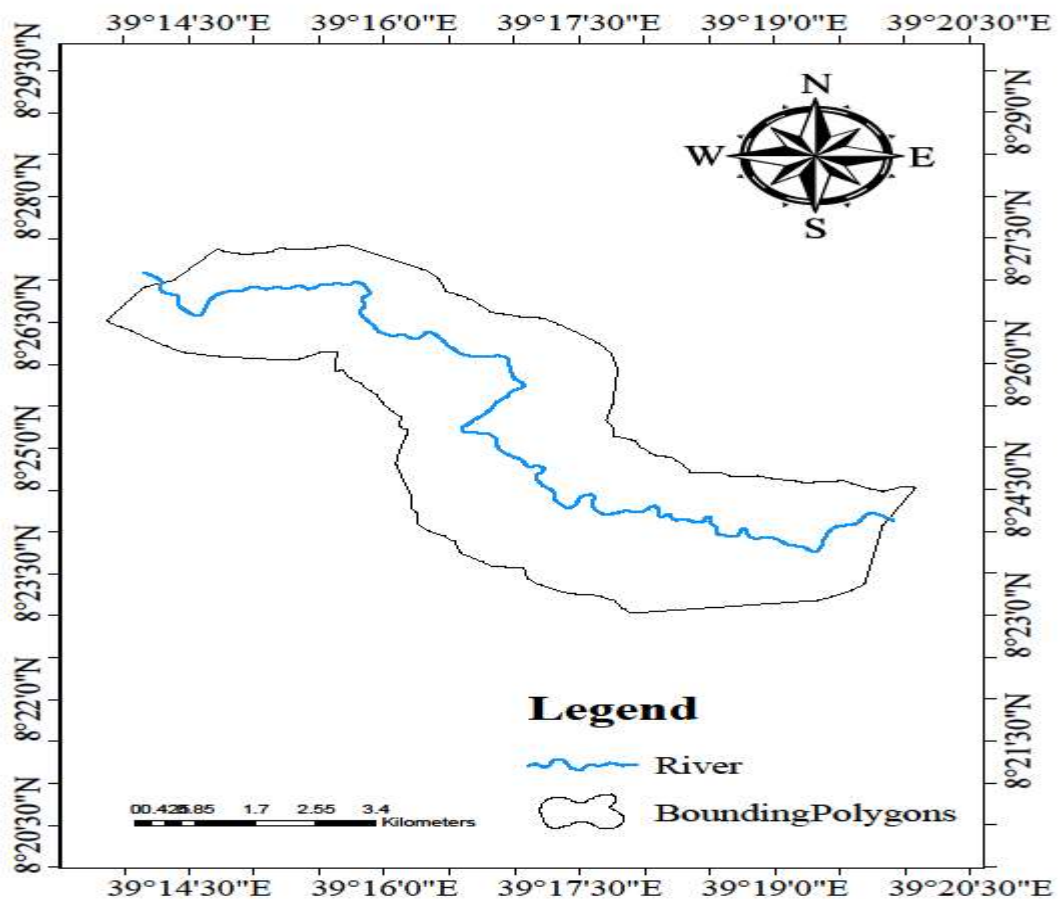 39°14'30"E 39°16'0"E 39°17'30"E 39°19'0"E 39°20'30"E
8°29'30"N
8°28'0"N
8°26'30"N
8°25'0"N
8°23'30"N
8°22'0"N
8°20'30"N
N
W E
S
8°29'0"N
8°27'30"N
8°26'0"N
8°24'30"N
8°23'0"N
8°21'30"N
Legend
River
BoundingPolygons
00.4250.85 1.7 2.55 3.4
Kilometers
39°14'30"E 39°16'0"E 39°17'30"E 39°19'0"E 39°20'30"E